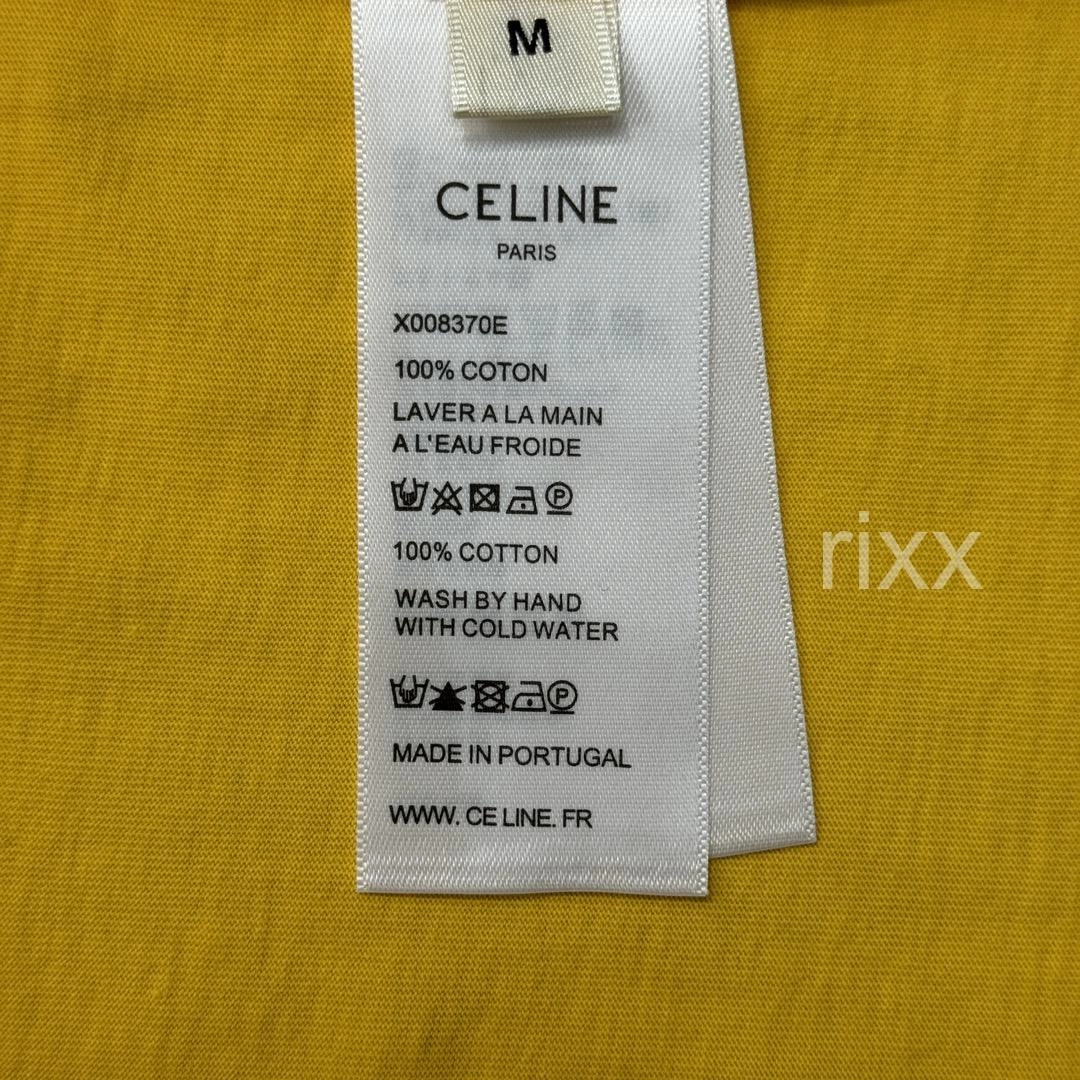 M
CELINE
PARIS
X008370E
100% COTON
LAVER A LA MAIN
A L'EAU FROIDE
P
100% COTTON
WASH BY HAND
WITH COLD WATER
P
MADE IN PORTUGAL
WWW. CE LINE. FR
rixx